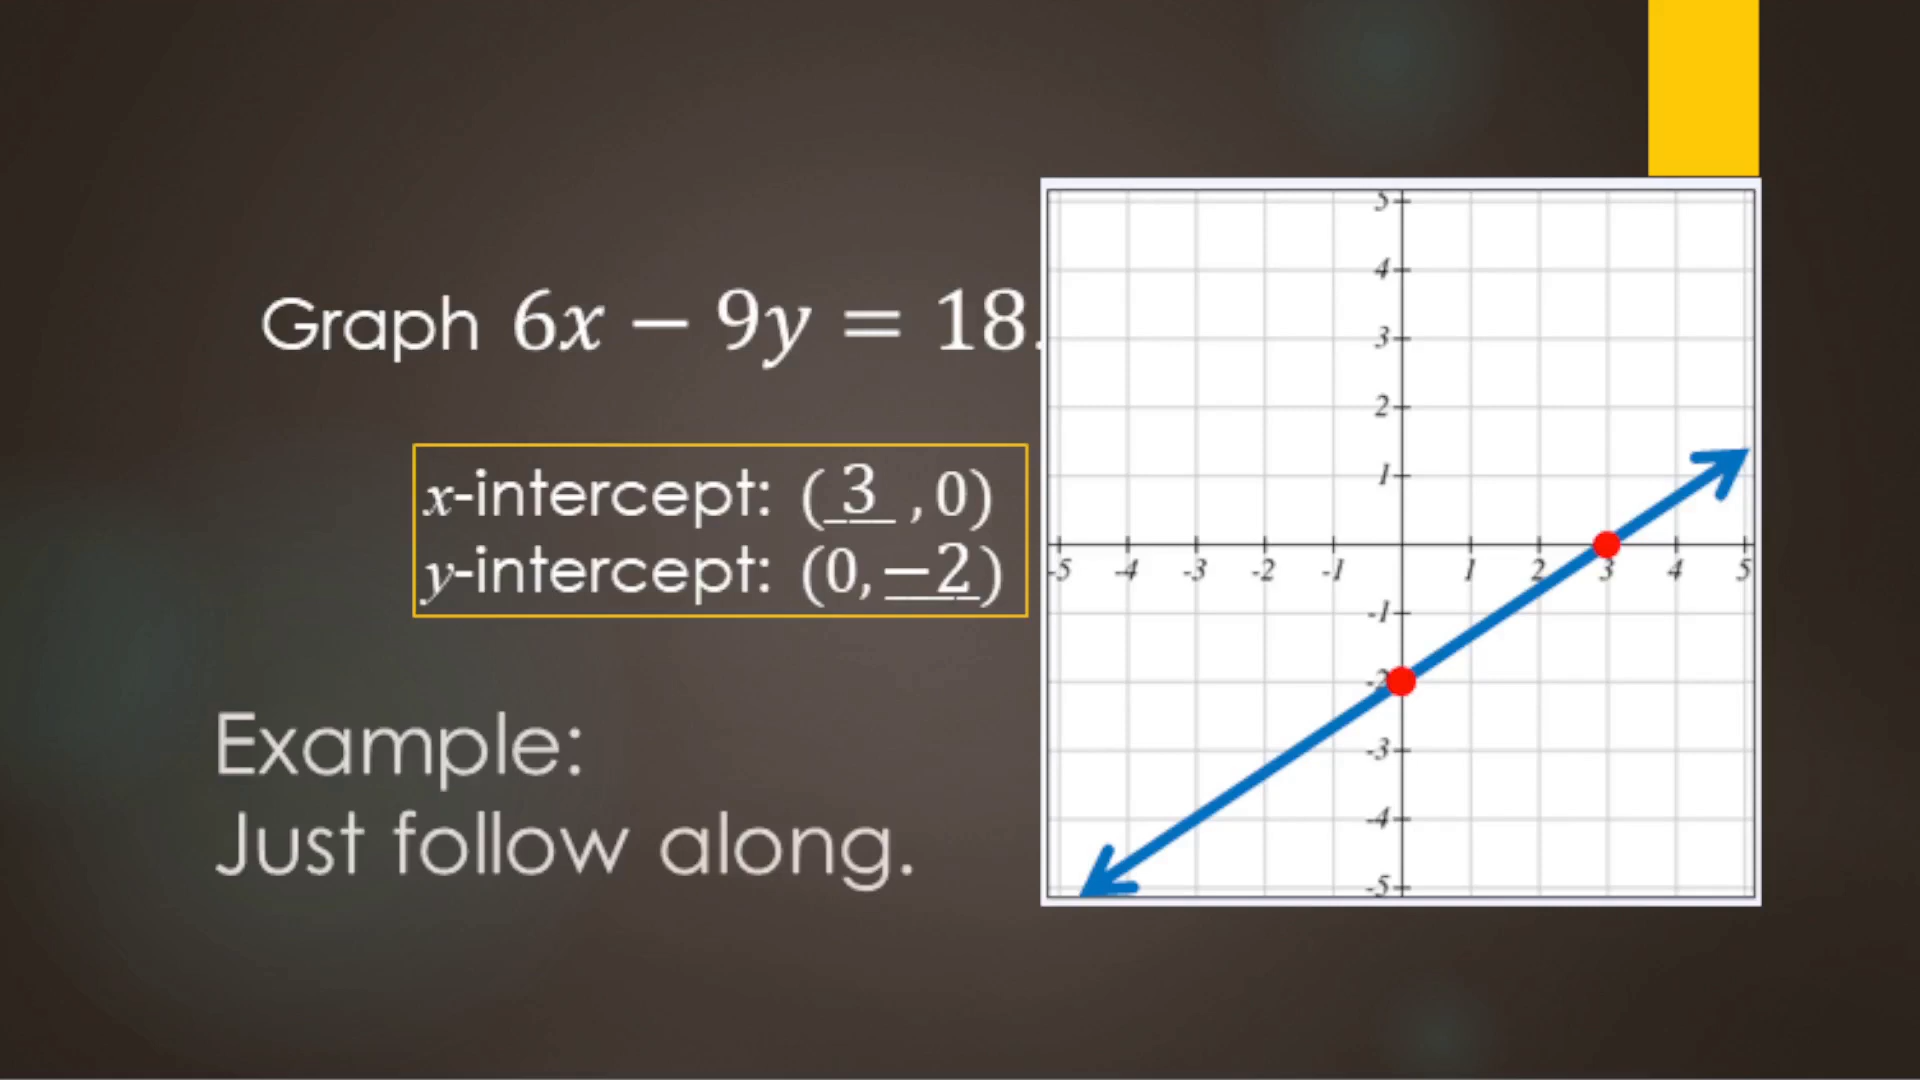 Graph 6x − 9y = 18.
x-intercept: ( 3 , 0)
y-intercept: (0, −2)
Example:
Just follow along.
5
4
3
2
1
-5 -4 -3 -2 -1 1 2 3 4 5
-1
-2
-3
-4
-5